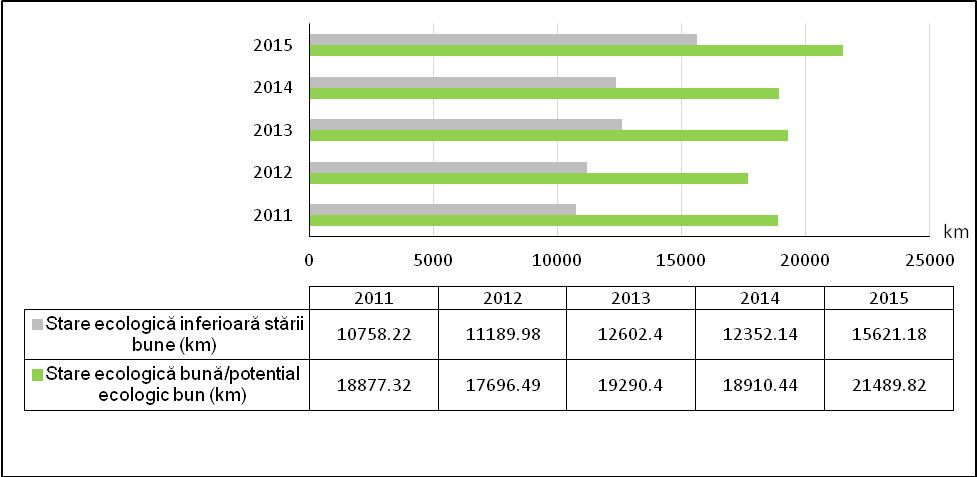 2015
2014
2013
2012
2011
km
0 5000 10000 15000 20000 25000
2011 2012 2013 2014 2015
Stare ecologică inferioară stării
bune (km) 10758.22 11189.98 12602.4 12352.14 15621.18
Stare ecologică bună/potential
ecologic bun (km) 18877.32 17696.49 19290.4 18910.44 21489.82